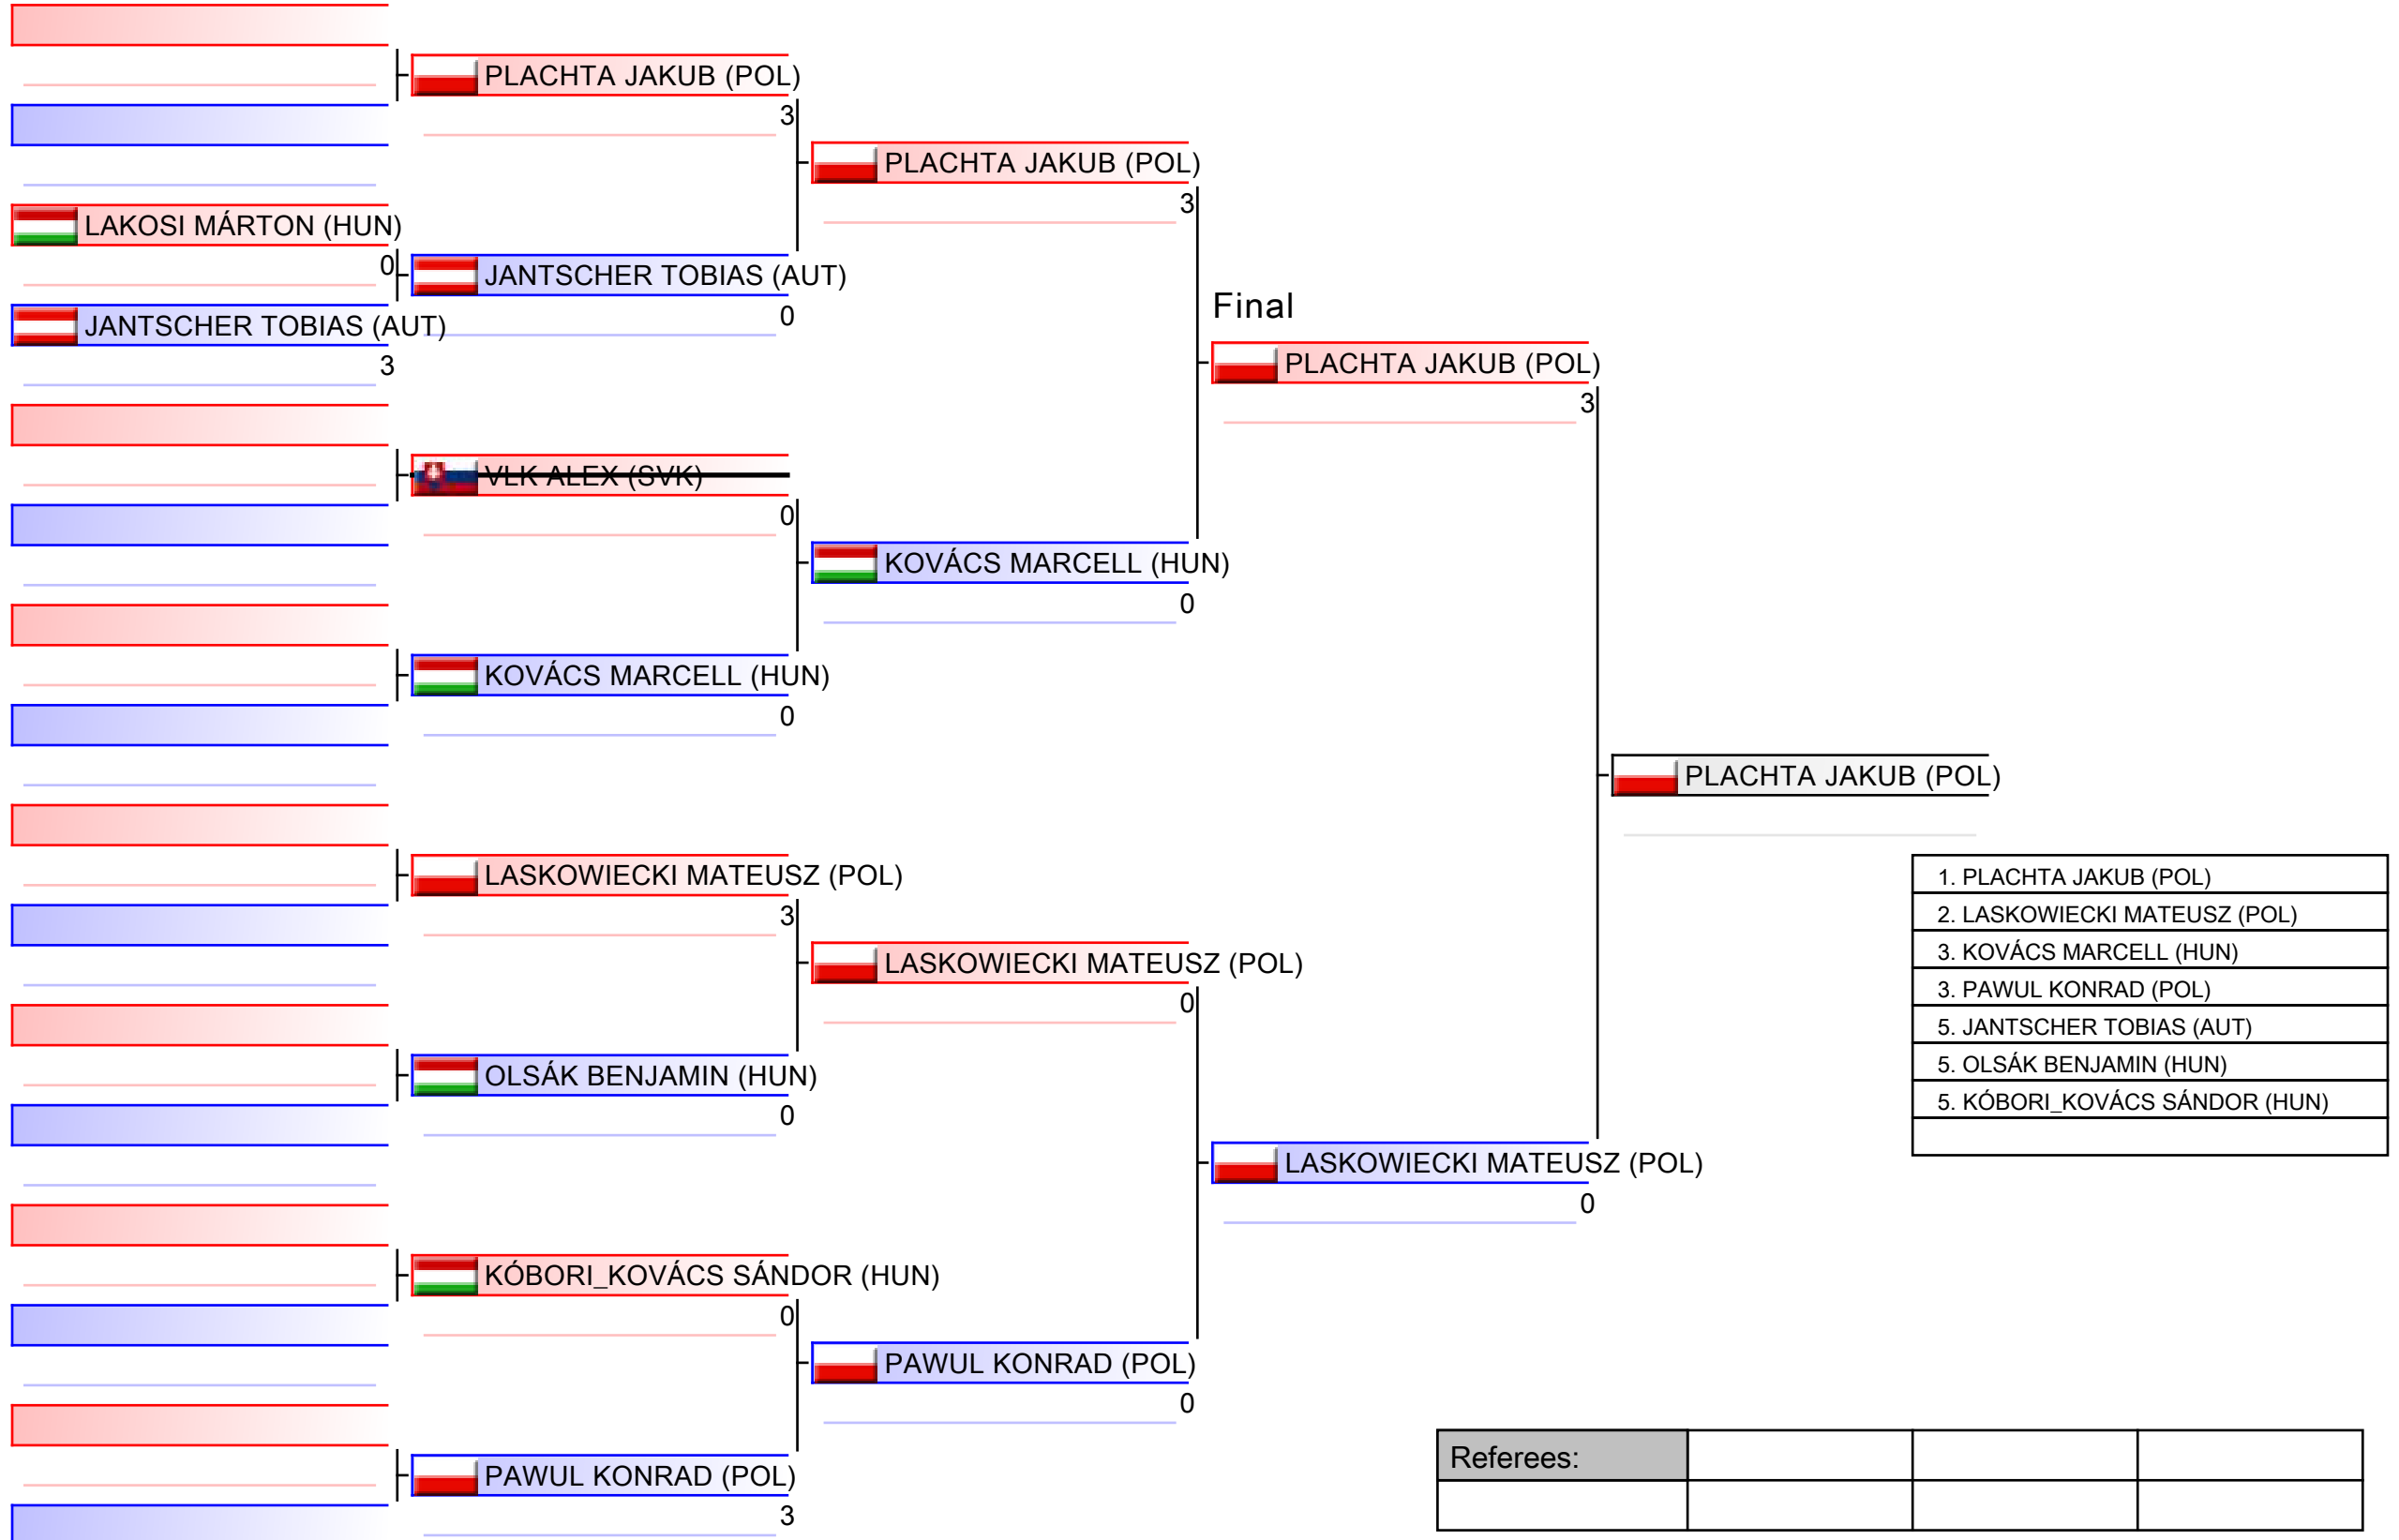 PLACHTA JAKUB (POL)
3
PLACHTA JAKUB (POL)
3
LAKOSI MÁRTON (HUN)
0
JANTSCHER TOBIAS (AUT)
0
JANTSCHER TOBIAS (AUT)
3
Final
PLACHTA JAKUB (POL)
3
VLK ALEX (SVK)
0
KOVÁCS MARCELL (HUN)
0
KOVÁCS MARCELL (HUN)
0
PLACHTA JAKUB (POL)
LASKOWIECKI MATEUSZ (POL)
3
LASKOWIECKI MATEUSZ (POL)
0
OLSÁK BENJAMIN (HUN)
0
LASKOWIECKI MATEUSZ (POL)
0
KÓBORI_KOVÁCS SÁNDOR (HUN)
0
PAWUL KONRAD (POL)
0
PAWUL KONRAD (POL)
3
1. PLACHTA JAKUB (POL)
2. LASKOWIECKI MATEUSZ (POL)
3. KOVÁCS MARCELL (HUN)
3. PAWUL KONRAD (POL)
5. JANTSCHER TOBIAS (AUT)
5. OLSÁK BENJAMIN (HUN)
5. KÓBORI_KOVÁCS SÁNDOR (HUN)
Referees: